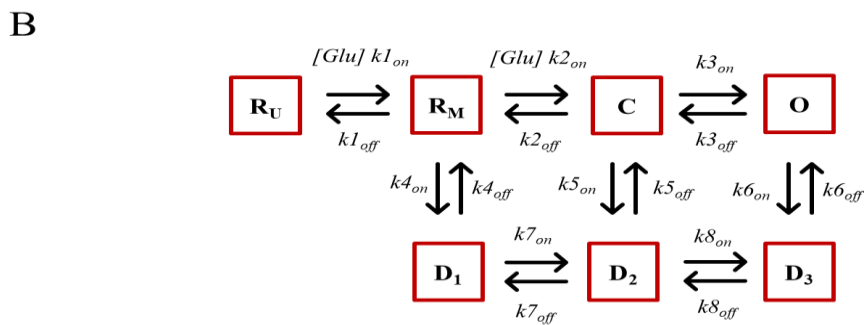 B
[Glu] k1on [Glu] k2on k3on
RU RM C O
k1off k2off k3off
k4on k4off k5on k5off k6on k6off
k7on k8on
D1 D2 D3
k7off k8off